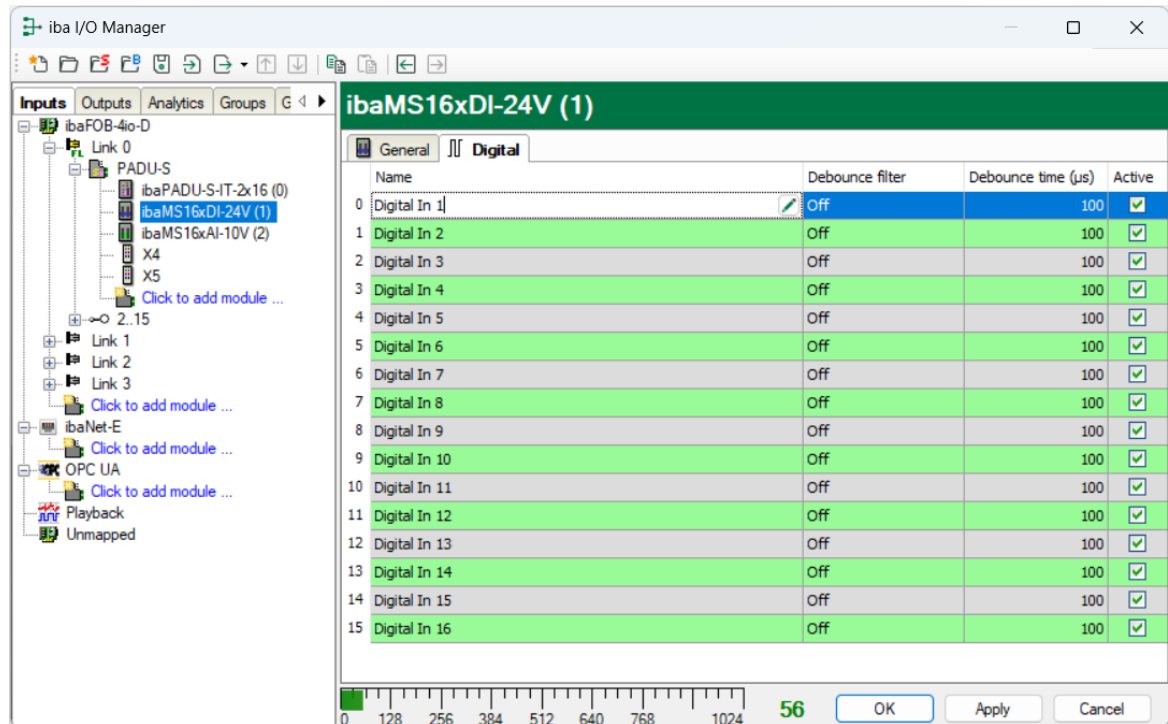 iba I/O Manager
Inputs Outputs Analytics Groups G
ibaFOB-4io-D
Link 0
PADU-S
ibaPADU-S-IT-2x16 (0)
ibaMS16xDI-24V (1)
ibaMS16xAI-10V (2)
X4
X5
Click to add module ...
2..15
Link 1
Link 2
Link 3
Click to add module ...
ibaNet-E
Click to add module ...
OPC UA
Click to add module ...
Playback
Unmapped
ibaMS16xDI-24V (1)
General Digital
Name Debounce filter Debounce time (µs) Active
0 Digital In 1 Off 100
1 Digital In 2 Off 100
2 Digital In 3 Off 100
3 Digital In 4 Off 100
4 Digital In 5 Off 100
5 Digital In 6 Off 100
6 Digital In 7 Off 100
7 Digital In 8 Off 100
8 Digital In 9 Off 100
9 Digital In 10 Off 100
10 Digital In 11 Off 100
11 Digital In 12 Off 100
12 Digital In 13 Off 100
13 Digital In 14 Off 100
14 Digital In 15 Off 100
15 Digital In 16 Off 100
0 128 256 384 512 640 768 1024
56 OK Apply Cancel